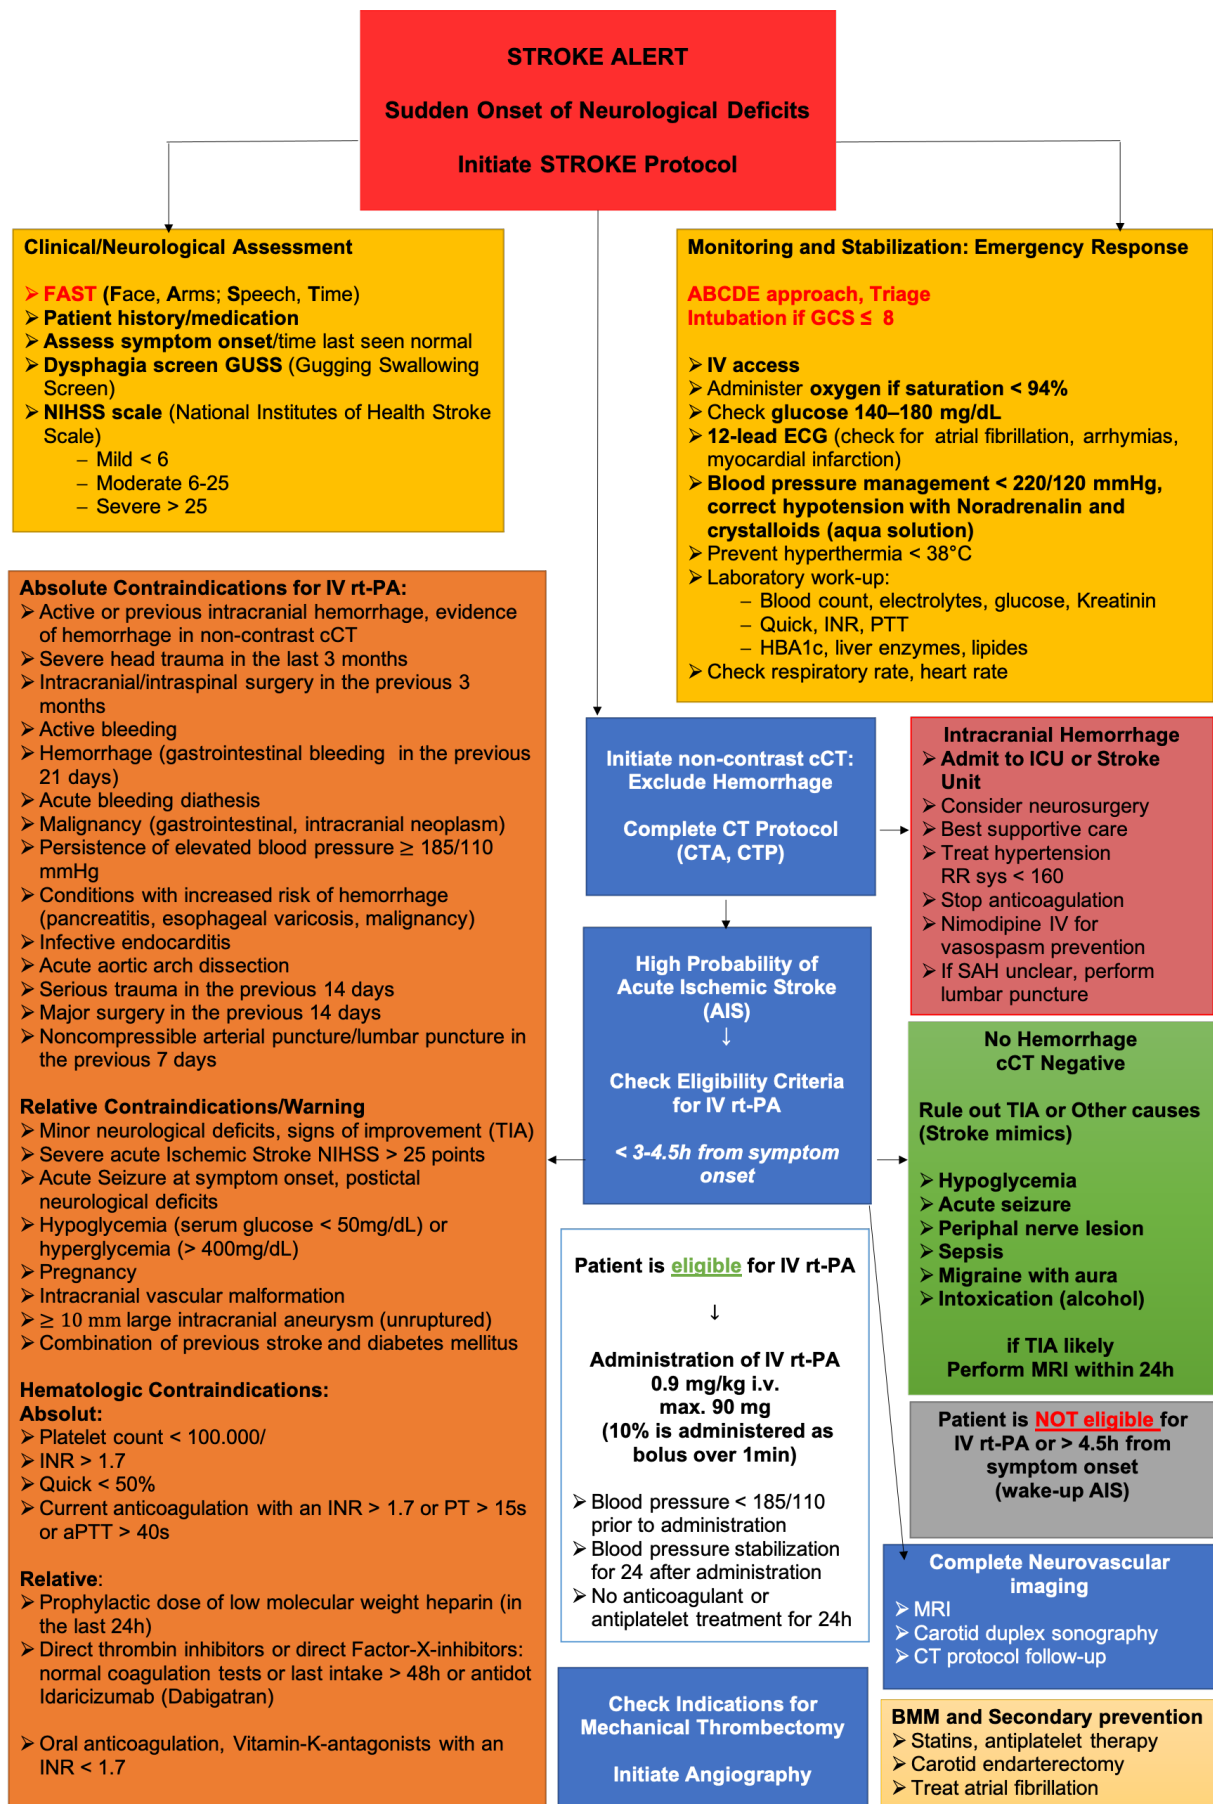 STROKE ALERT
Sudden Onset of Neurological Deficits
Initiate STROKE Protocol
Clinical/Neurological Assessment
➢ FAST (Face, Arms; Speech, Time)
➢ Patient history/medication
➢ Assess symptom onset/time last seen normal
➢ Dysphagia screen GUSS (Gugging Swallowing
Screen)
➢ NIHSS scale (National Institutes of Health Stroke
Scale)
– Mild < 6
– Moderate 6-25
– Severe > 25
Monitoring and Stabilization: Emergency Response
ABCDE approach, Triage
Intubation if GCS ≤ 8
➢ IV access
➢ Administer oxygen if saturation < 94%
➢ Check glucose 140–180 mg/dL
➢ 12-lead ECG (check for atrial fibrillation, arrhymias,
myocardial infarction)
➢ Blood pressure management < 220/120 mmHg,
correct hypotension with Noradrenalin and
crystalloids (aqua solution)
➢ Prevent hyperthermia < 38°C
➢ Laboratory work-up:
– Blood count, electrolytes, glucose, Kreatinin
– Quick, INR, PTT
– HBA1c, liver enzymes, lipides
➢ Check respiratory rate, heart rate
Absolute Contraindications for IV rt-PA:
➢ Active or previous intracranial hemorrhage, evidence
of hemorrhage in non-contrast cCT
➢ Severe head trauma in the last 3 months
➢ Intracranial/intraspinal surgery in the previous 3
months
➢ Active bleeding
➢ Hemorrhage (gastrointestinal bleeding in the previous
21 days)
➢ Acute bleeding diathesis
➢ Malignancy (gastrointestinal, intracranial neoplasm)
➢ Persistence of elevated blood pressure ≥ 185/110
mmHg
➢ Conditions with increased risk of hemorrhage
(pancreatitis, esophageal varicosis, malignancy)
➢ Infective endocarditis
➢ Acute aortic arch dissection
➢ Serious trauma in the previous 14 days
➢ Major surgery in the previous 14 days
➢ Noncompressible arterial puncture/lumbar puncture in
the previous 7 days
Relative Contraindications/Warning
➢ Minor neurological deficits, signs of improvement (TIA)
➢ Severe acute Ischemic Stroke NIHSS > 25 points
➢ Acute Seizure at symptom onset, postictal
neurological deficits
➢ Hypoglycemia (serum glucose < 50mg/dL) or
hyperglycemia (> 400mg/dL)
➢ Pregnancy
➢ Intracranial vascular malformation
➢ ≥ 10 mm large intracranial aneurysm (unruptured)
➢ Combination of previous stroke and diabetes mellitus
Hematologic Contraindications:
Absolut:
➢ Platelet count < 100.000/
➢ INR > 1.7
➢ Quick < 50%
➢ Current anticoagulation with an INR > 1.7 or PT > 15s
or aPTT > 40s
Relative:
➢ Prophylactic dose of low molecular weight heparin (in
the last 24h)
➢ Direct thrombin inhibitors or direct Factor-X-inhibitors:
normal coagulation tests or last intake > 48h or antidot
Idaricizumab (Dabigatran)
➢ Oral anticoagulation, Vitamin-K-antagonists with an
INR < 1.7
Initiate non-contrast cCT:
Exclude Hemorrhage
Complete CT Protocol
(CTA, CTP)
Intracranial Hemorrhage
➢ Admit to ICU or Stroke
Unit
➢ Consider neurosurgery
➢ Best supportive care
➢ Treat hypertension
RR sys < 160
➢ Stop anticoagulation
➢ Nimodipine IV for
vasospasm prevention
➢ If SAH unclear, perform
lumbar puncture
High Probability of
Acute Ischemic Stroke
(AIS)
↓
Check Eligibility Criteria
for IV rt-PA
< 3-4.5h from symptom
onset
No Hemorrhage
cCT Negative
Rule out TIA or Other causes
(Stroke mimics)
➢ Hypoglycemia
➢ Acute seizure
➢ Periphal nerve lesion
➢ Sepsis
➢ Migraine with aura
➢ Intoxication (alcohol)
if TIA likely
Perform MRI within 24h
Patient is eligible for IV rt-PA
↓
Administration of IV rt-PA
0.9 mg/kg i.v.
max. 90 mg
(10% is administered as
bolus over 1min)
➢ Blood pressure < 185/110
prior to administration
➢ Blood pressure stabilization
for 24 after administration
➢ No anticoagulant or
antiplatelet treatment for 24h
Patient is NOT eligible for
IV rt-PA or > 4.5h from
symptom onset
(wake-up AIS)
Complete Neurovascular
imaging
➢ MRI
➢ Carotid duplex sonography
➢ CT protocol follow-up
Check Indications for
Mechanical Thrombectomy
Initiate Angiography
BMM and Secondary prevention
➢ Statins, antiplatelet therapy
➢ Carotid endarterectomy
➢ Treat atrial fibrillation